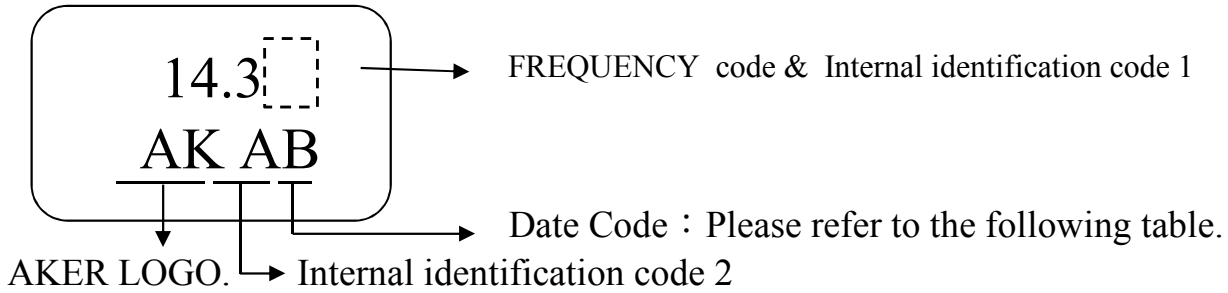 14.3
FREQUENCY code & Internal identification code 1
AK AB
Date Code：Please refer to the following table.
AKER LOGO.
Internal identification code 2